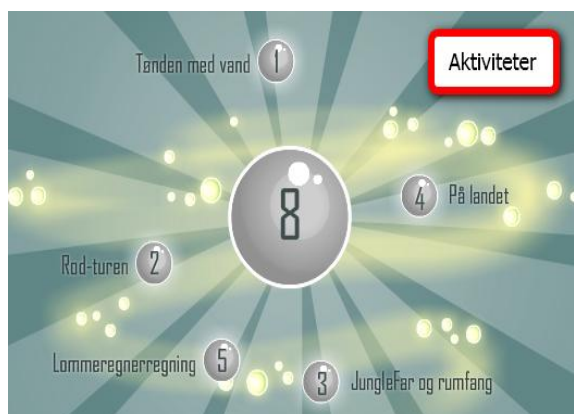 Tønden med vand 1
Aktiviteter
8
4 På landet
Rod-turen 2
Lommeregnerregning 5
3 JungleFar og rumfang